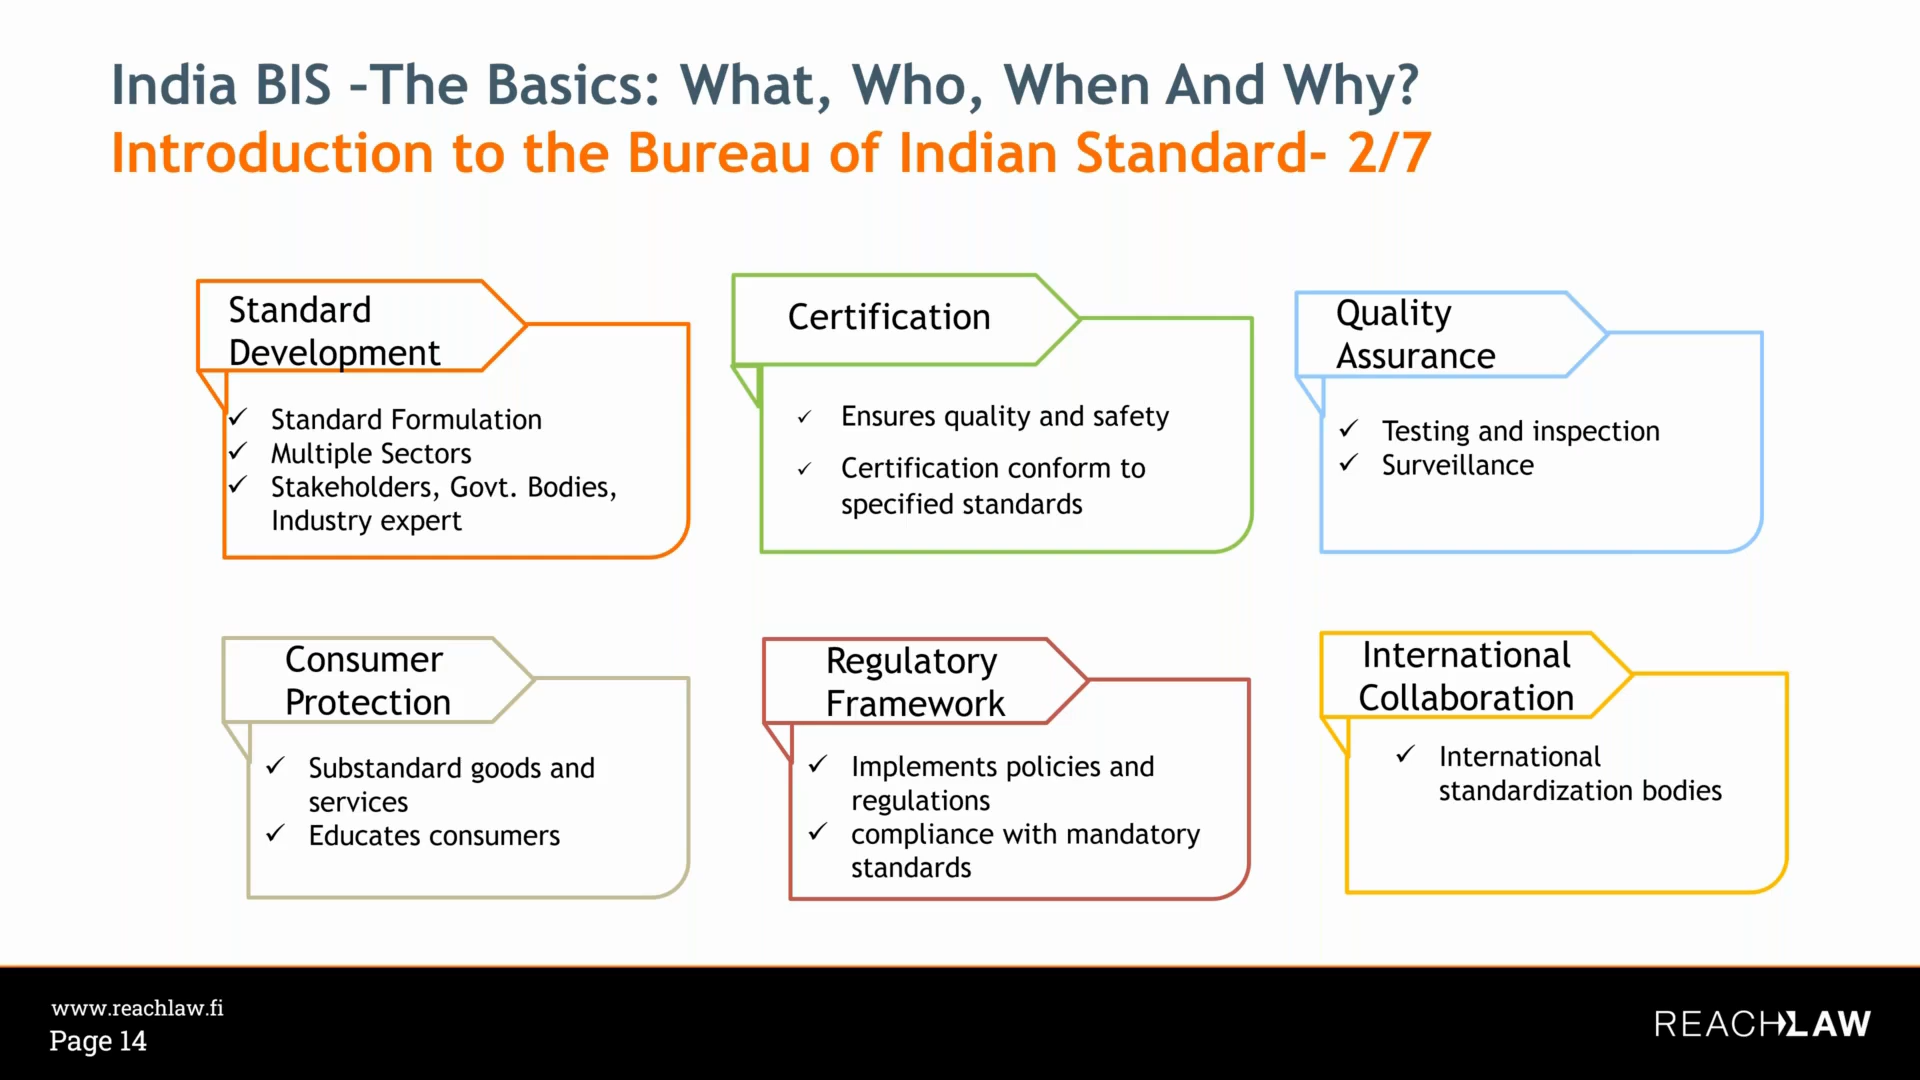 India BIS –The Basics: What, Who, When And Why?
Introduction to the Bureau of Indian Standard- 2/7
Standard
Development
✓ Standard Formulation
✓ Multiple Sectors
✓ Stakeholders, Govt. Bodies,
Industry expert
Certification
✓ Ensures quality and safety
✓ Certification conform to
specified standards
Quality
Assurance
✓ Testing and inspection
✓ Surveillance
Consumer
Protection
✓ Substandard goods and
services
✓ Educates consumers
Regulatory
Framework
✓ Implements policies and
regulations
✓ compliance with mandatory
standards
International
Collaboration
✓ International
standardization bodies
www.reachlaw.fi
Page 14
REACHLAW